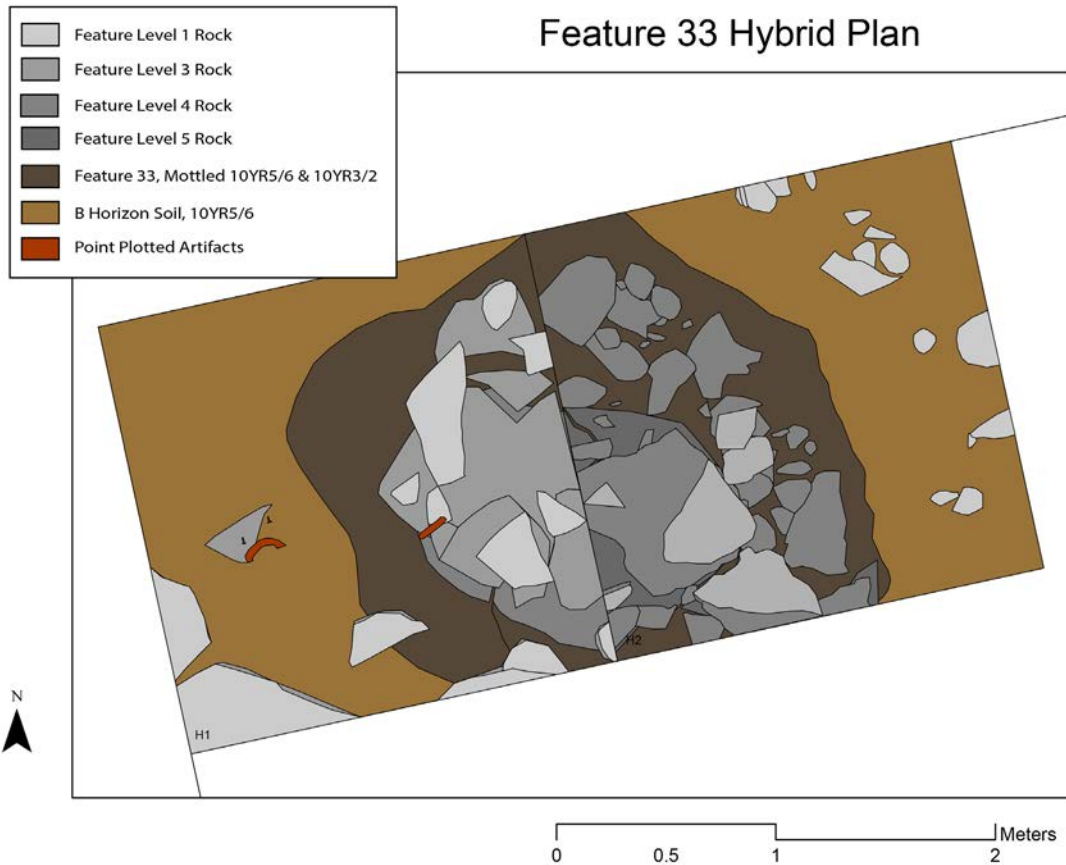 Feature 33 Hybrid Plan
Feature Level 1 Rock
Feature Level 3 Rock
Feature Level 4 Rock
Feature Level 5 Rock
Feature 33, Mottled 10YR5/6 & 10YR3/2
B Horizon Soil, 10YR5/6
Point Plotted Artifacts
1
1
H2
H1
N
Meters
0 0.5 1 2